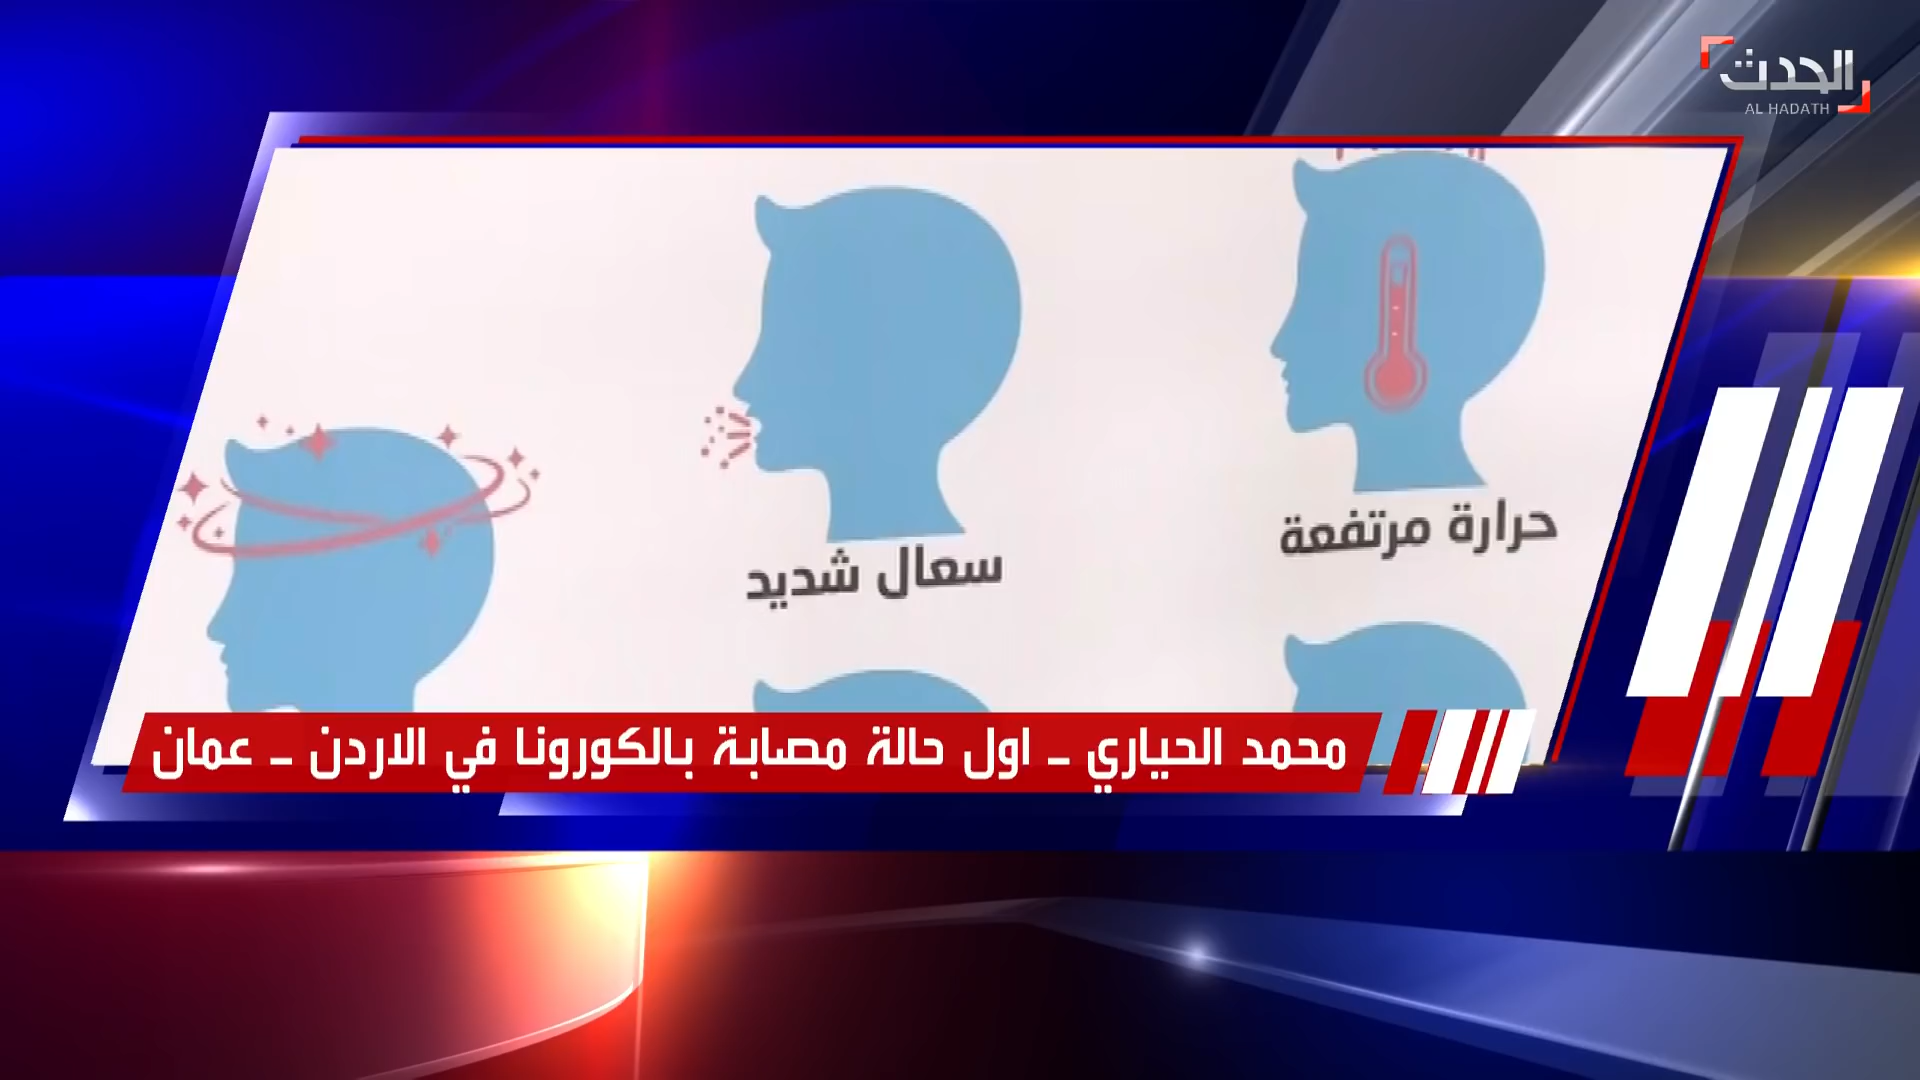 الحدث
AL HADATH
حرارة مرتفعة
سعال شديد
محمد الحياري - اول حالة مصابة بالكورونا في الاردن - عمان